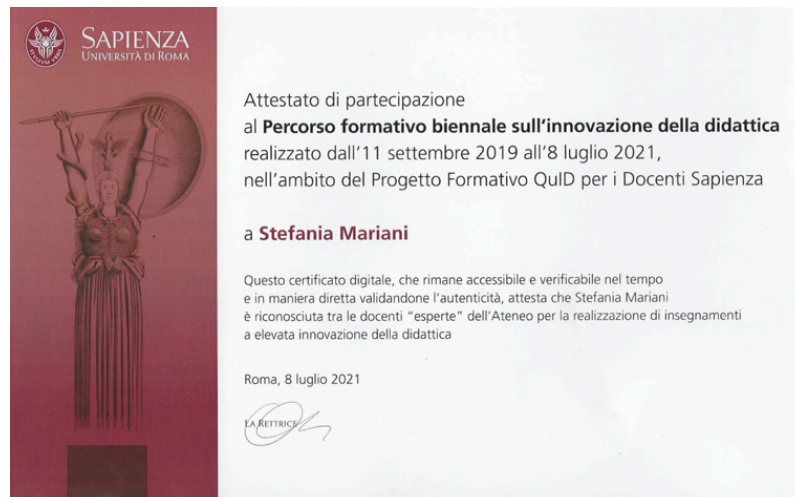 SAPIENZA
UNIVERSITÀ DI ROMA
Attestato di partecipazione
al Percorso formativo biennale sull'innovazione della didattica
realizzato dall'11 settembre 2019 all'8 luglio 2021,
nell'ambito del Progetto Formativo QuID per i Docenti Sapienza
a Stefania Mariani
Questo certificato digitale, che rimane accessibile e verificabile nel tempo
e in maniera diretta validandone l'autenticità, attesta che Stefania Mariani
è riconosciuta tra le docenti "esperte" dell'Ateneo per la realizzazione di insegnamenti
a elevata innovazione della didattica
Roma, 8 luglio 2021
LA RETTRICE